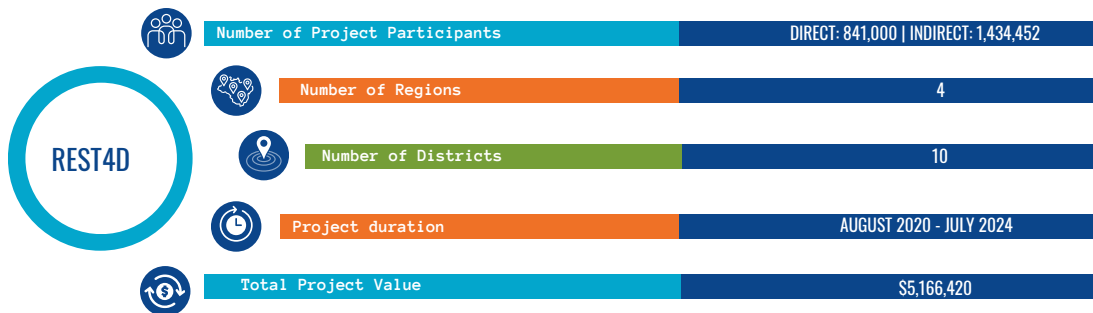 Number of Project Participants DIRECT: 841,000 | INDIRECT: 1,434,452
Number of Regions 4
REST4D
Number of Districts 10
Project duration AUGUST 2020 - JULY 2024
Total Project Value $5,166,420